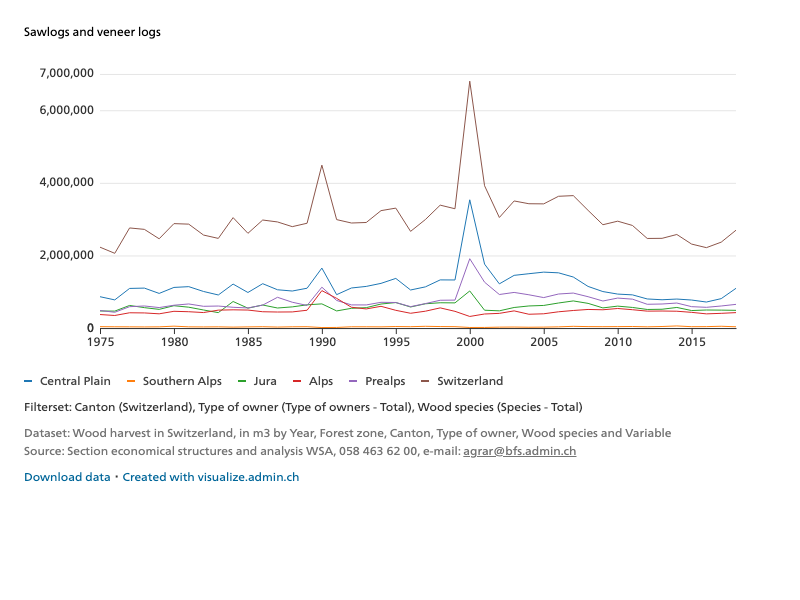 Sawlogs and veneer logs
7,000,000
6,000,000
4,000,000
2,000,000
0
1975 1980 1985 1990 1995 2000 2005 2010 2015
Central Plain Southern Alps Jura Alps Prealps Switzerland
Filterset: Canton (Switzerland), Type of owner (Type of owners - Total), Wood species (Species - Total)
Dataset: Wood harvest in Switzerland, in m3 by Year, Forest zone, Canton, Type of owner, Wood species and Variable
Source: Section economical structures and analysis WSA, 058 463 62 00, e-mail: agrar@bfs.admin.ch
Download data • Created with visualize.admin.ch